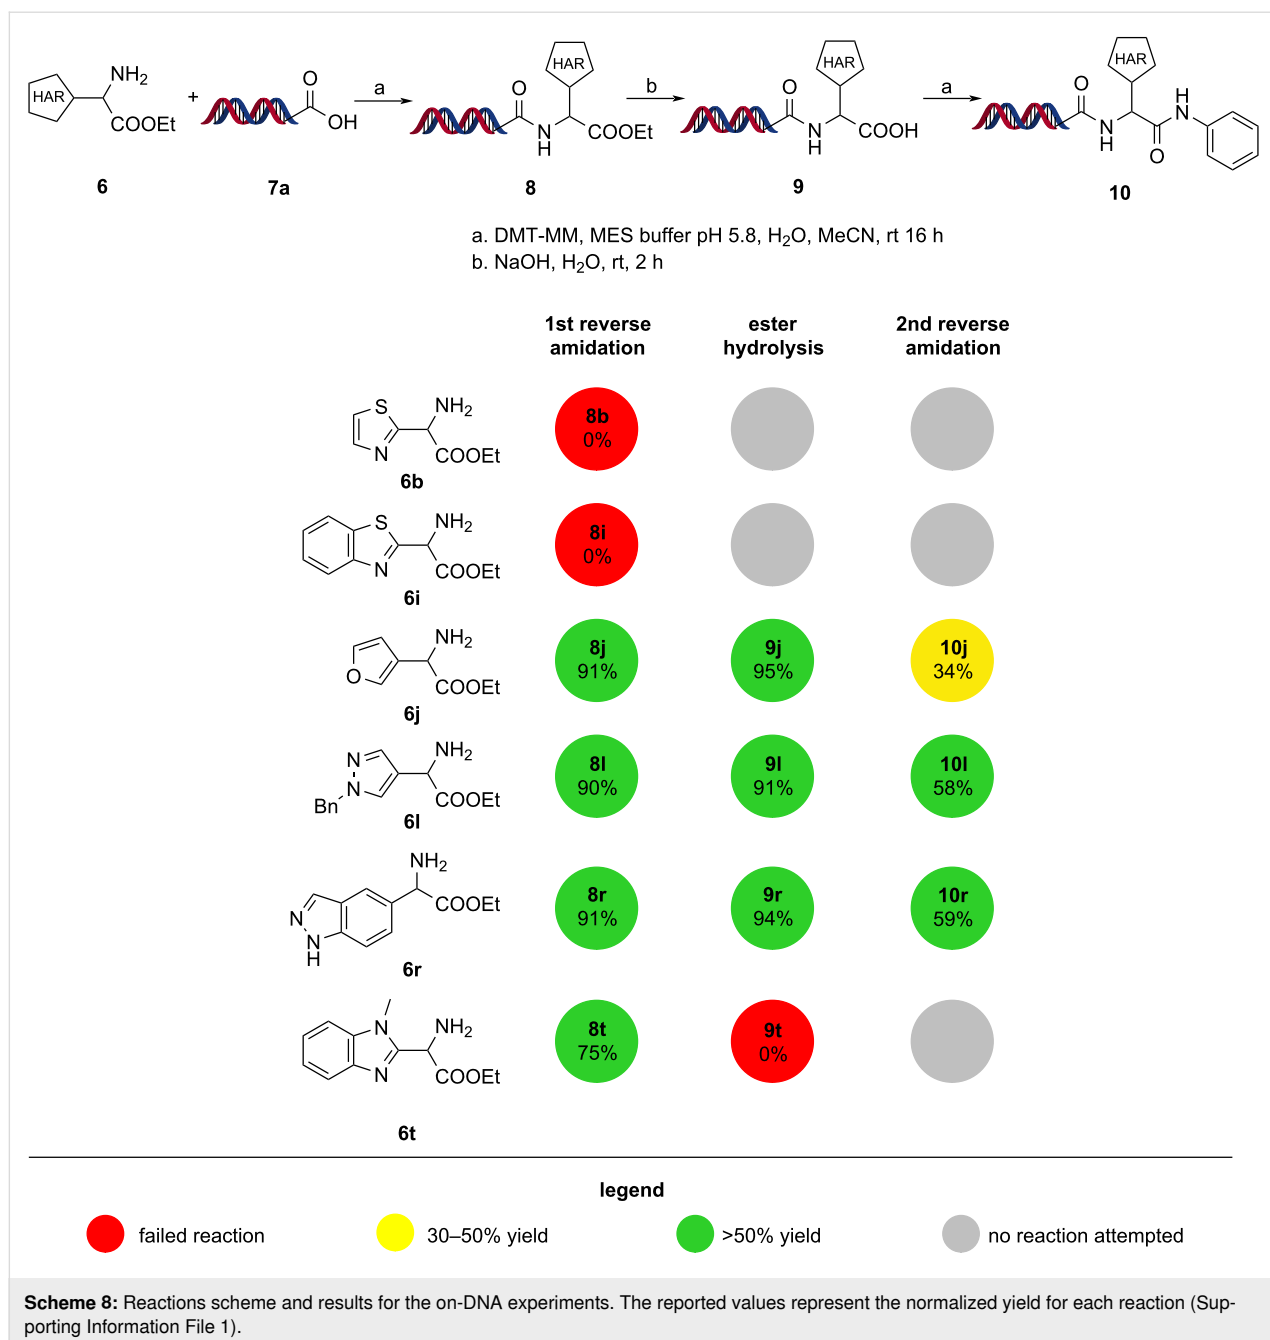 HAR
NH2
COOEt
+
O
OH
a
HAR
O
N
H
COOEt
b
HAR
O
N
H
COOH
a
HAR
O
N
H
H
N
O
6
7a
8
9
10
a. DMT-MM, MES buffer pH 5.8, H2O, MeCN, rt 16 h
b. NaOH, H2O, rt, 2 h
1st reverse
amidation
ester
hydrolysis
2nd reverse
amidation
S
N
NH2
COOEt
6b
8b
0%
S
N
NH2
COOEt
6i
8i
0%
O
NH2
COOEt
6j
8j
91%
9j
95%
10j
34%
N
N
Bn
NH2
COOEt
6l
8l
90%
9l
91%
10l
58%
NH2
COOEt
N
N
H
6r
8r
91%
9r
94%
10r
59%
N
N
NH2
COOEt
6t
8t
75%
9t
0%
legend
failed reaction
30–50% yield
>50% yield
no reaction attempted
Scheme 8: Reactions scheme and results for the on-DNA experiments. The reported values represent the normalized yield for each reaction (Sup-
porting Information File 1).